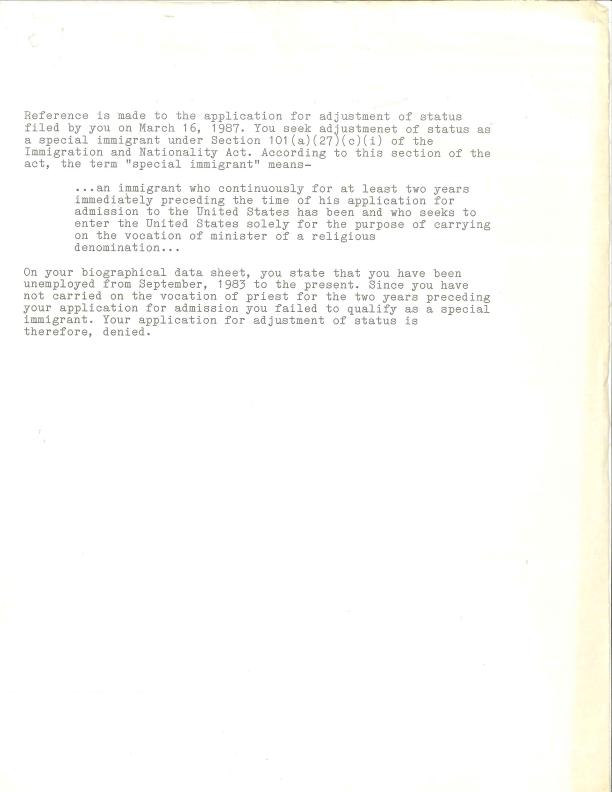 Reference is made to the application for adjustment of status
filed by you on March 16, 1987. You seek adjustmenet of status as
a special immigrant under Section 101(a)(27)(c)(i) of the
Immigration and Nationality Act. According to this section of the
act, the term "special immigrant" means-
...an immigrant who continuously for at least two years
immediately preceding the time of his application for
admission to the United States has been and who seeks to
enter the United States solely for the purpose of carrying
on the vocation of minister of a religious
denomination...
On your biographical data sheet, you state that you have been
unemployed from September, 1983 to the present. Since you have
not carried on the vocation of priest for the two years preceding
your application for admission you failed to qualify as a special
immigrant. Your application for adjustment of status is
therefore, denied.